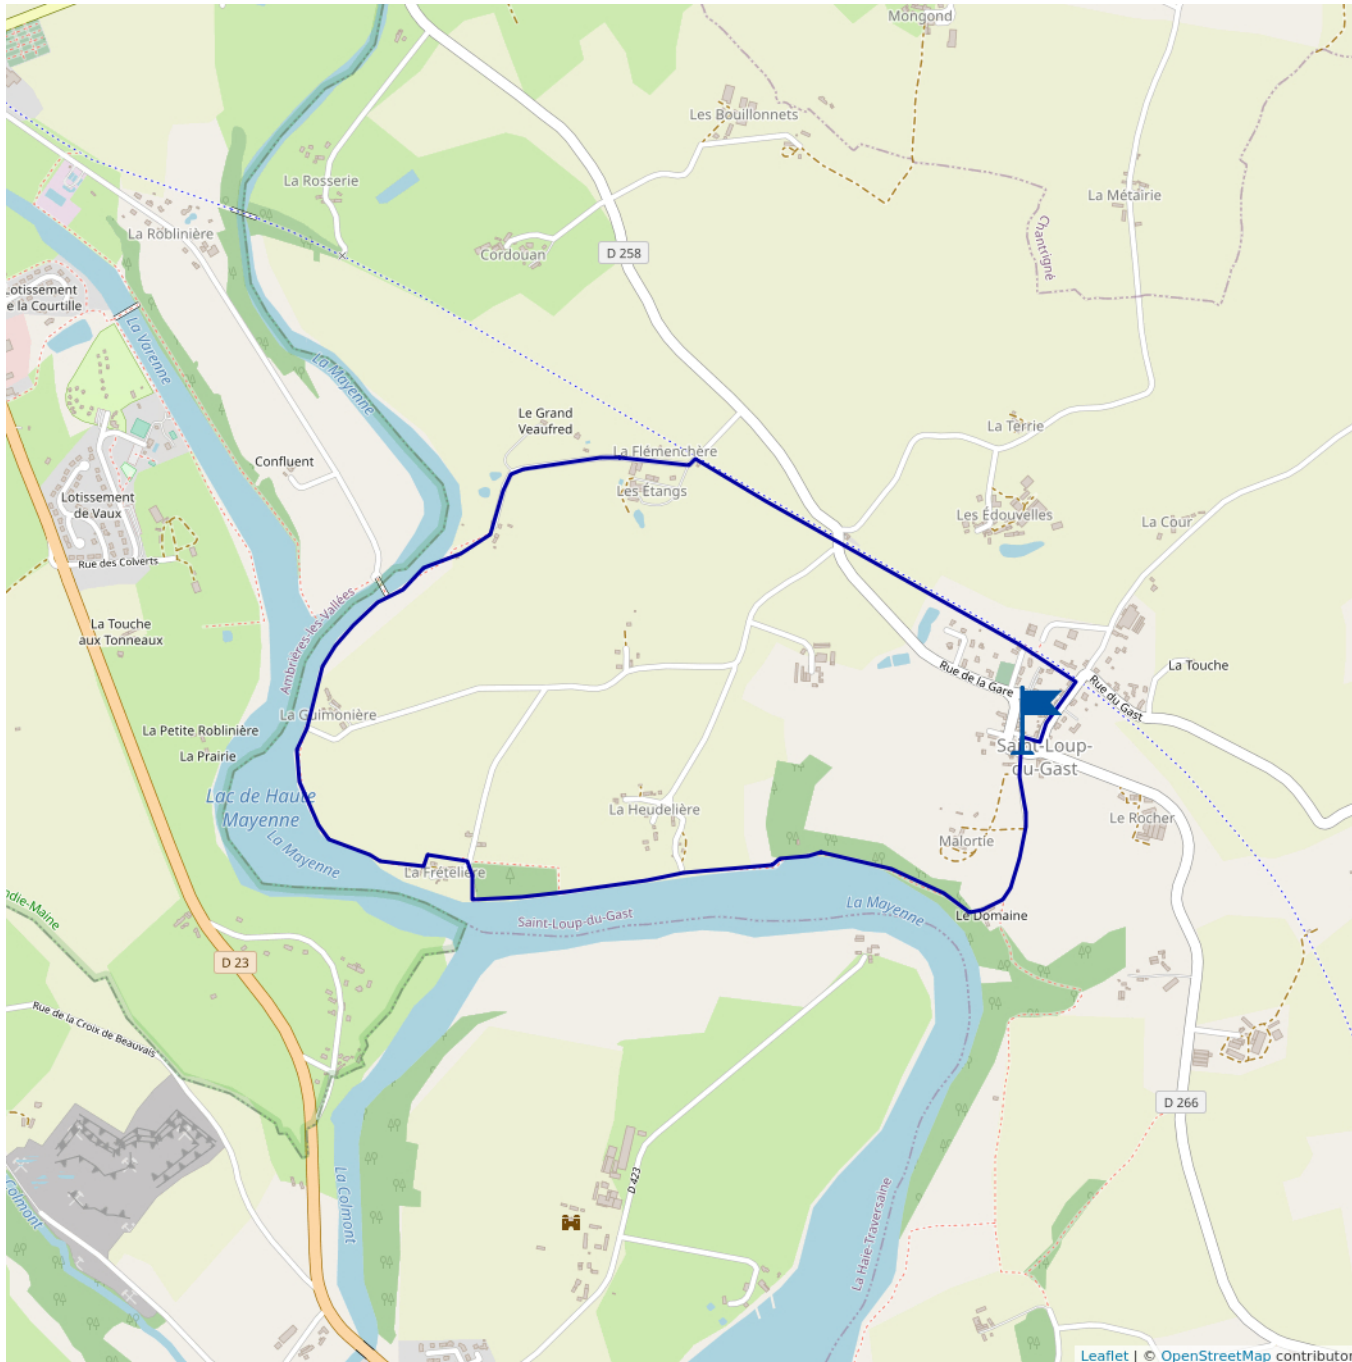 Mongond
Les Bouillonnets
La Rosserie
La Métairie
La Roblinière
Chantrigné
Cordouan
D 258
Lotissement
de la Courtille
La Varenne
La Mayenne
Le Grand
Veaufred
La Terrie
La Flémenchère
Confluent
Les Étangs
Lotissement
de Vaux
Les Édouvelles
La Cour
Rue des Colverts
La Touche
aux Tonneaux
Ambrières-les-Vallées
La Touche
Rue de la Gare
Rue du Gast
La Guimonière
La Petite Roblinière
La Prairie
Saint-Loup-
du-Gast
Lac de Haute
Mayenne
La Heudelière
Le Rocher
La Mayenne
Malortie
La Frételiere
Saint-Loup-du-Gast
La Mayenne
Le Domaine
ndie-Maine
D 23
Rue de la Croix de Beauvais
D 266
La Colmont
D 423
Colmont
La Haie-Traversaine
Leaflet | © OpenStreetMap contributor